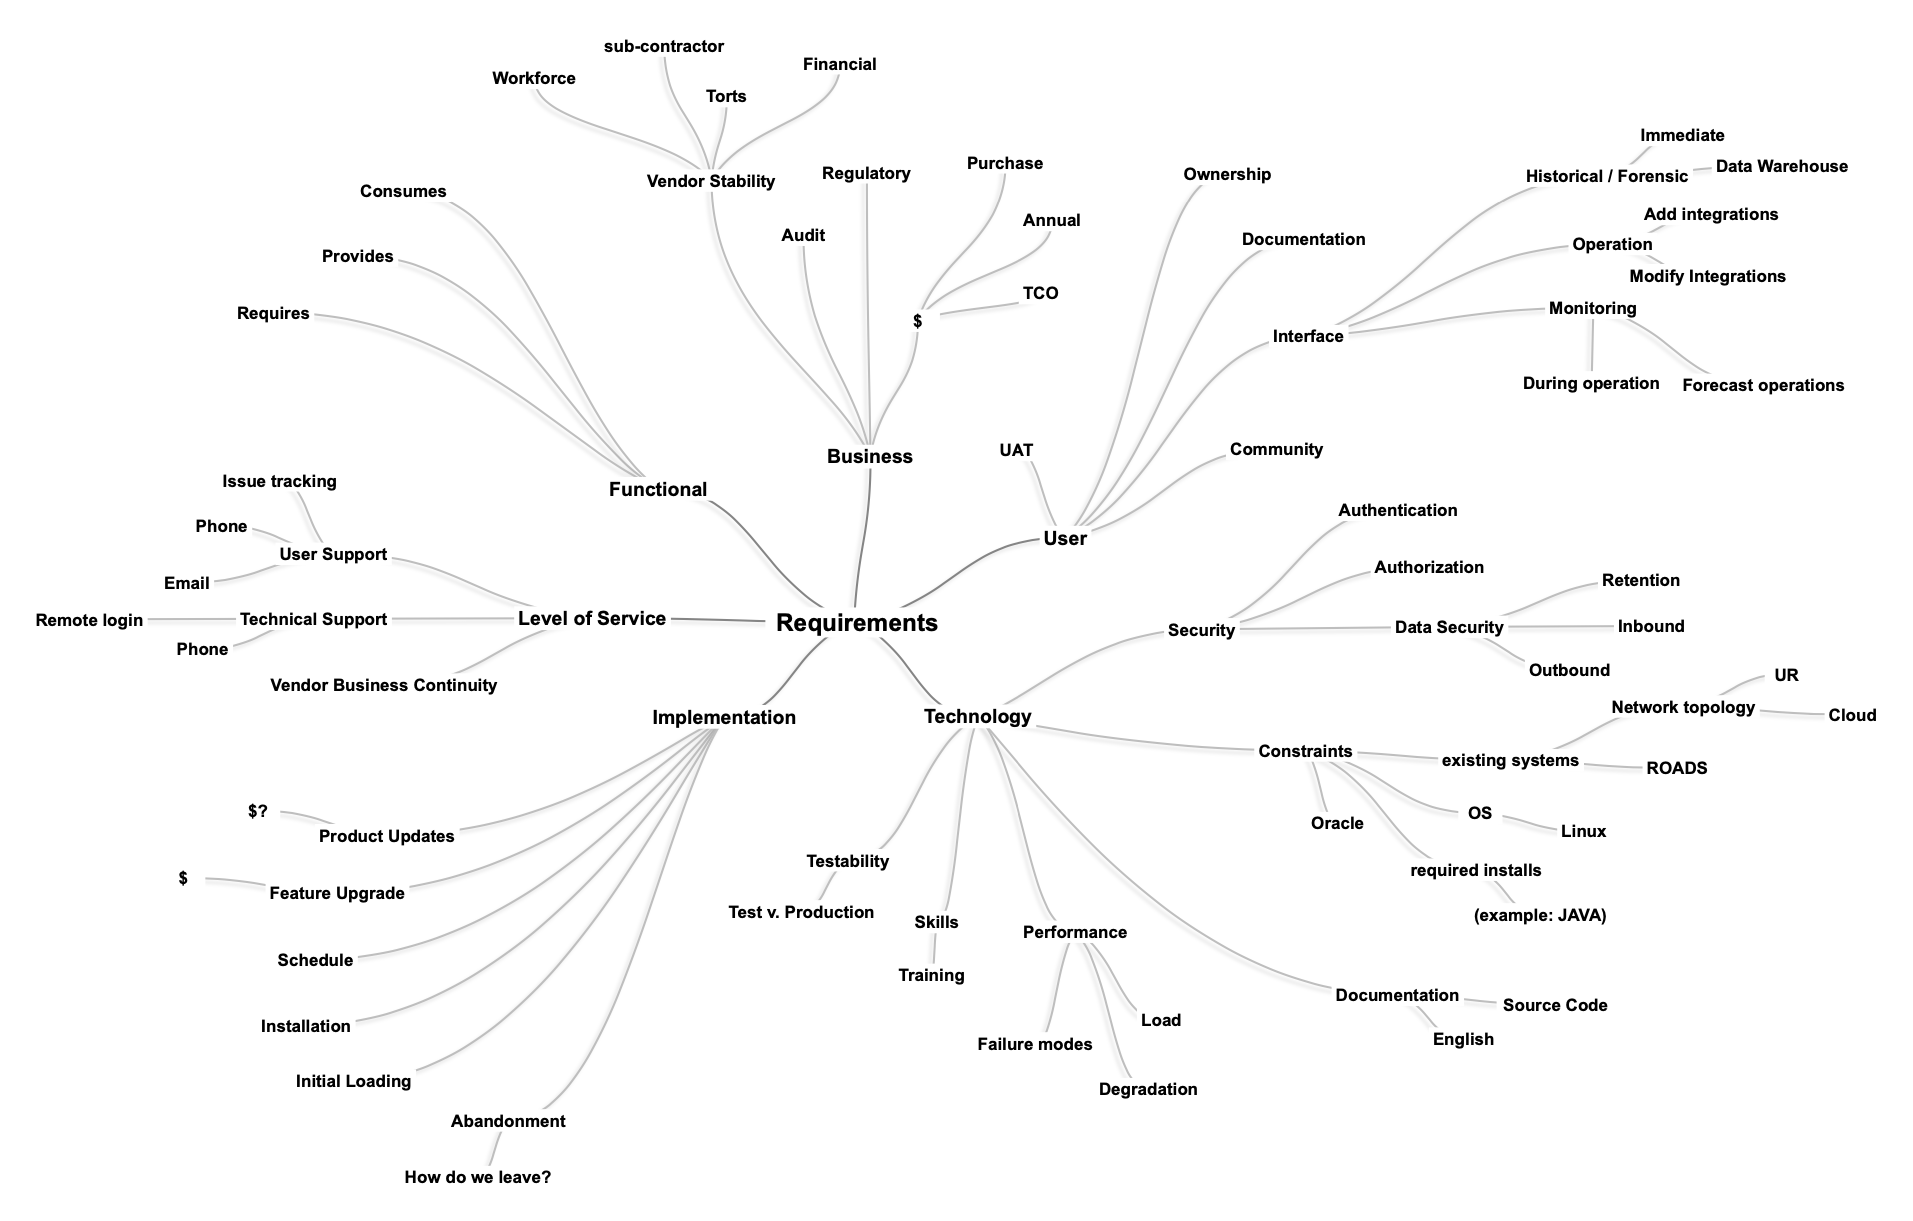 sub-contractor
Workforce
Financial
Torts
Vendor Stability
Regulatory
Audit
Purchase
Annual
TCO
$
Business
Consumes
Provides
Requires
Functional
Ownership
Documentation
Immediate
Historical / Forensic
Data Warehouse
Add integrations
Operation
Modify Integrations
Monitoring
Interface
During operation
Forecast operations
UAT
Community
User
Issue tracking
Phone
User Support
Email
Remote login
Technical Support
Phone
Level of Service
Vendor Business Continuity
Requirements
Authentication
Authorization
Security
Data Security
Retention
Inbound
Outbound
UR
Network topology
Cloud
Technology
Constraints
existing systems
ROADS
Oracle
OS
Linux
required installs
(example: JAVA)
Implementation
$?
Product Updates
$
Feature Upgrade
Schedule
Installation
Initial Loading
Abandonment
How do we leave?
Testability
Test v. Production
Skills
Training
Performance
Load
Failure modes
Degradation
Documentation
Source Code
English